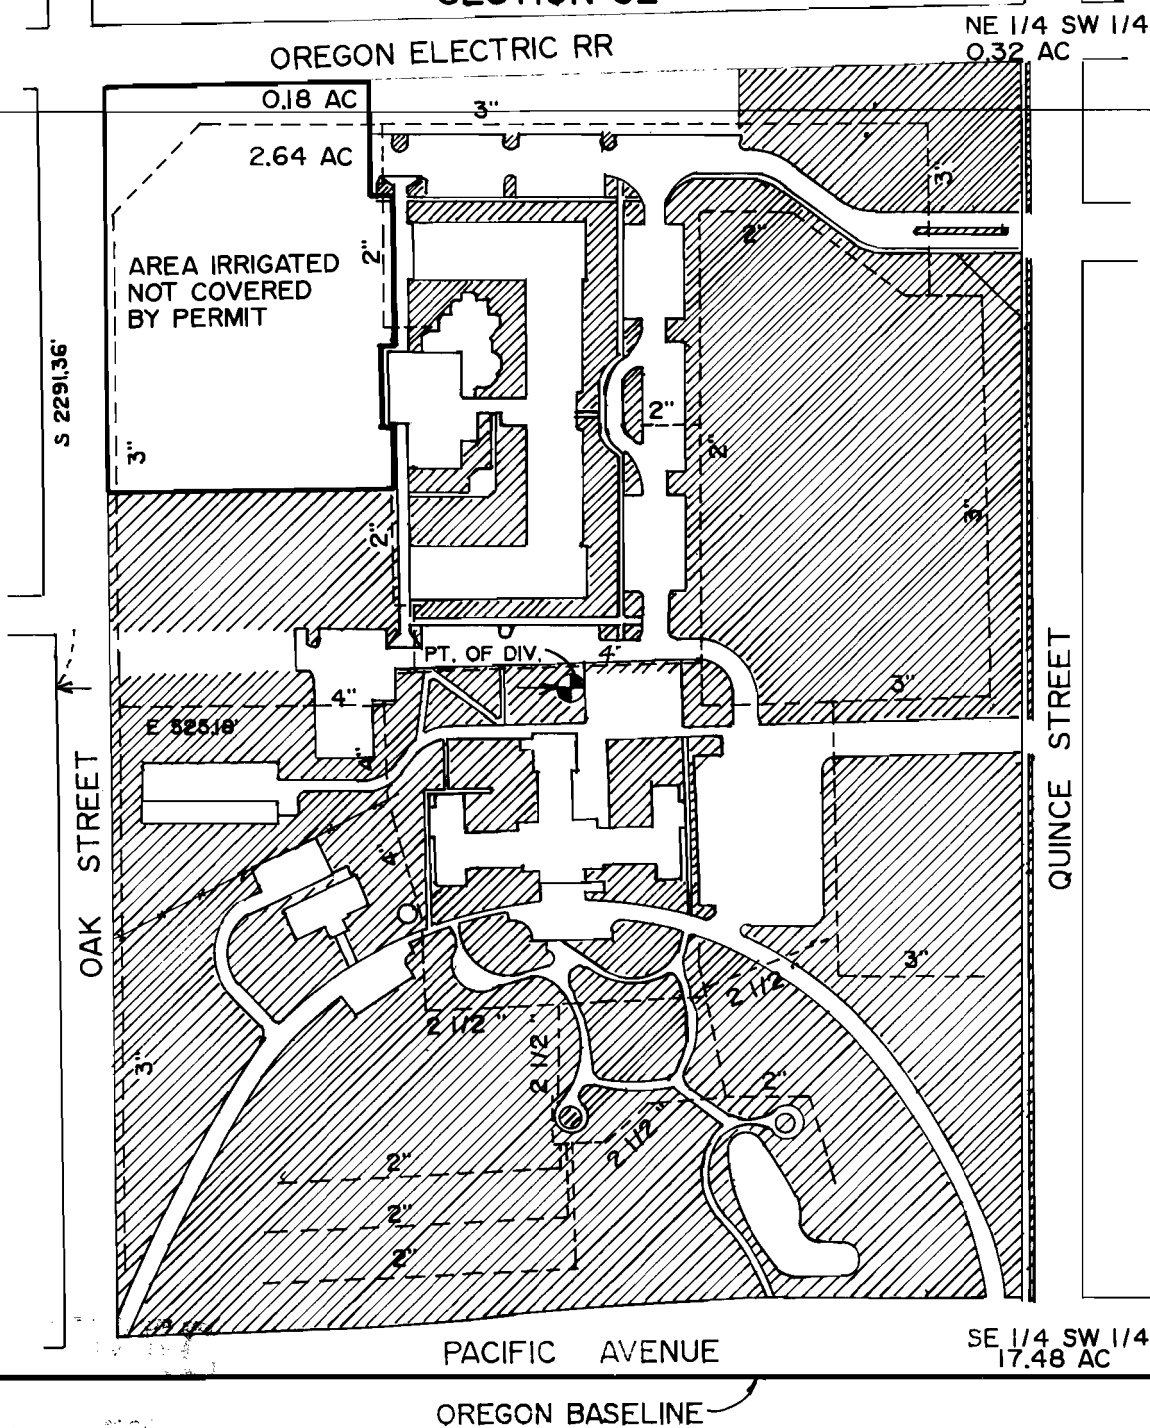 SECTION 32
NE 1/4 SW 1/4
0.32 AC
OREGON ELECTRIC RR
0.18 AC
3"
2.64 AC
3"
2"
2"
AREA IRRIGATED
NOT COVERED
BY PERMIT
S 2291.36'
2"
3"
2"
3"
2"
PT. OF DIV.
4"
4"
3"
E 525.18'
4"
OAK STREET
QUINCE STREET
4"
3"
2 1/2"
2 1/2"
2 1/2"
3"
2"
2 1/2"
2"
2"
2"
PACIFIC AVENUE
SE 1/4 SW 1/4
17.48 AC
OREGON BASELINE